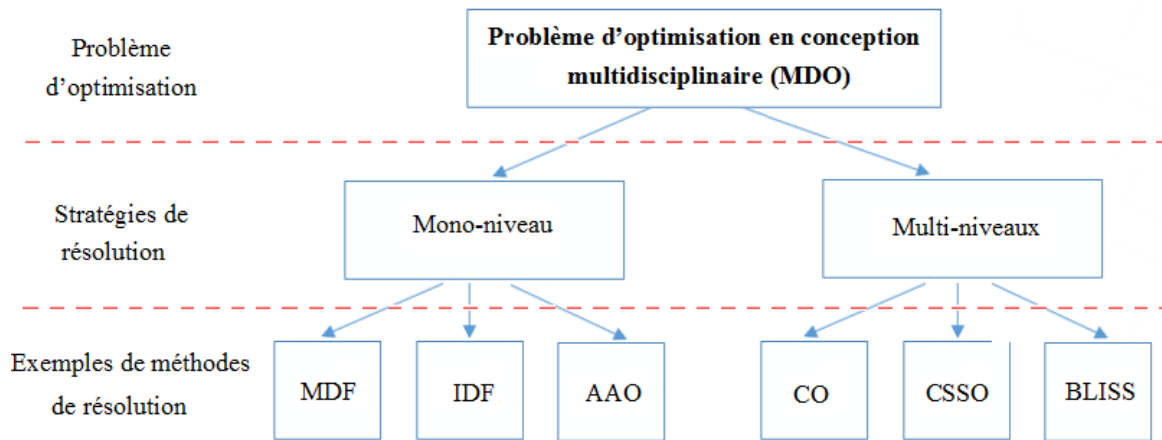 Problème
d’optimisation
Problème d’optimisation en conception
multidisciplinaire (MDO)
Stratégies de
résolution
Mono-niveau
Multi-niveaux
Exemples de méthodes
de résolution
MDF
IDF
AAO
CO
CSSO
BLISS